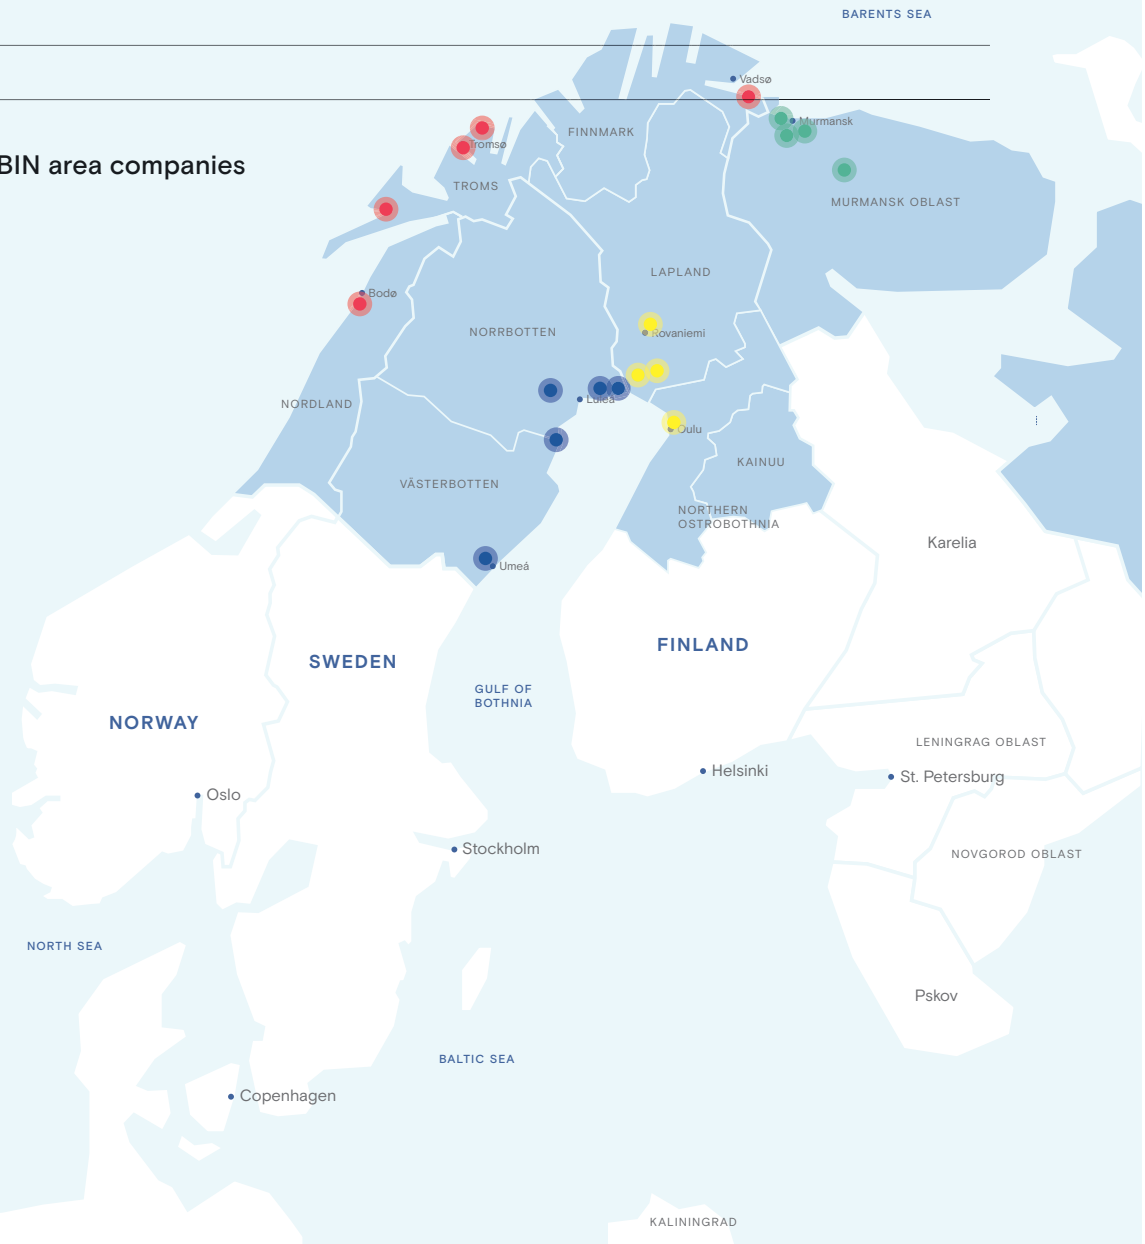 BARENTS SEA
Vadsø
Murmansk
FINNMARK
Tromsø
BIN area companies
TROMS
MURMANSK OBLAST
LAPLAND
Bodø
NORRBOTTEN
Rovaniemi
NORDLAND
Luleå
Oulu
KAINUU
VÄSTERBOTTEN
NORTHERN
OSTROBOTHNIA
Karelia
Umeå
FINLAND
SWEDEN
GULF OF
BOTHNIA
NORWAY
LENINGRAG OBLAST
Helsinki
St. Petersburg
Oslo
Stockholm
NOVGOROD OBLAST
NORTH SEA
Pskov
BALTIC SEA
Copenhagen
KALININGRAD